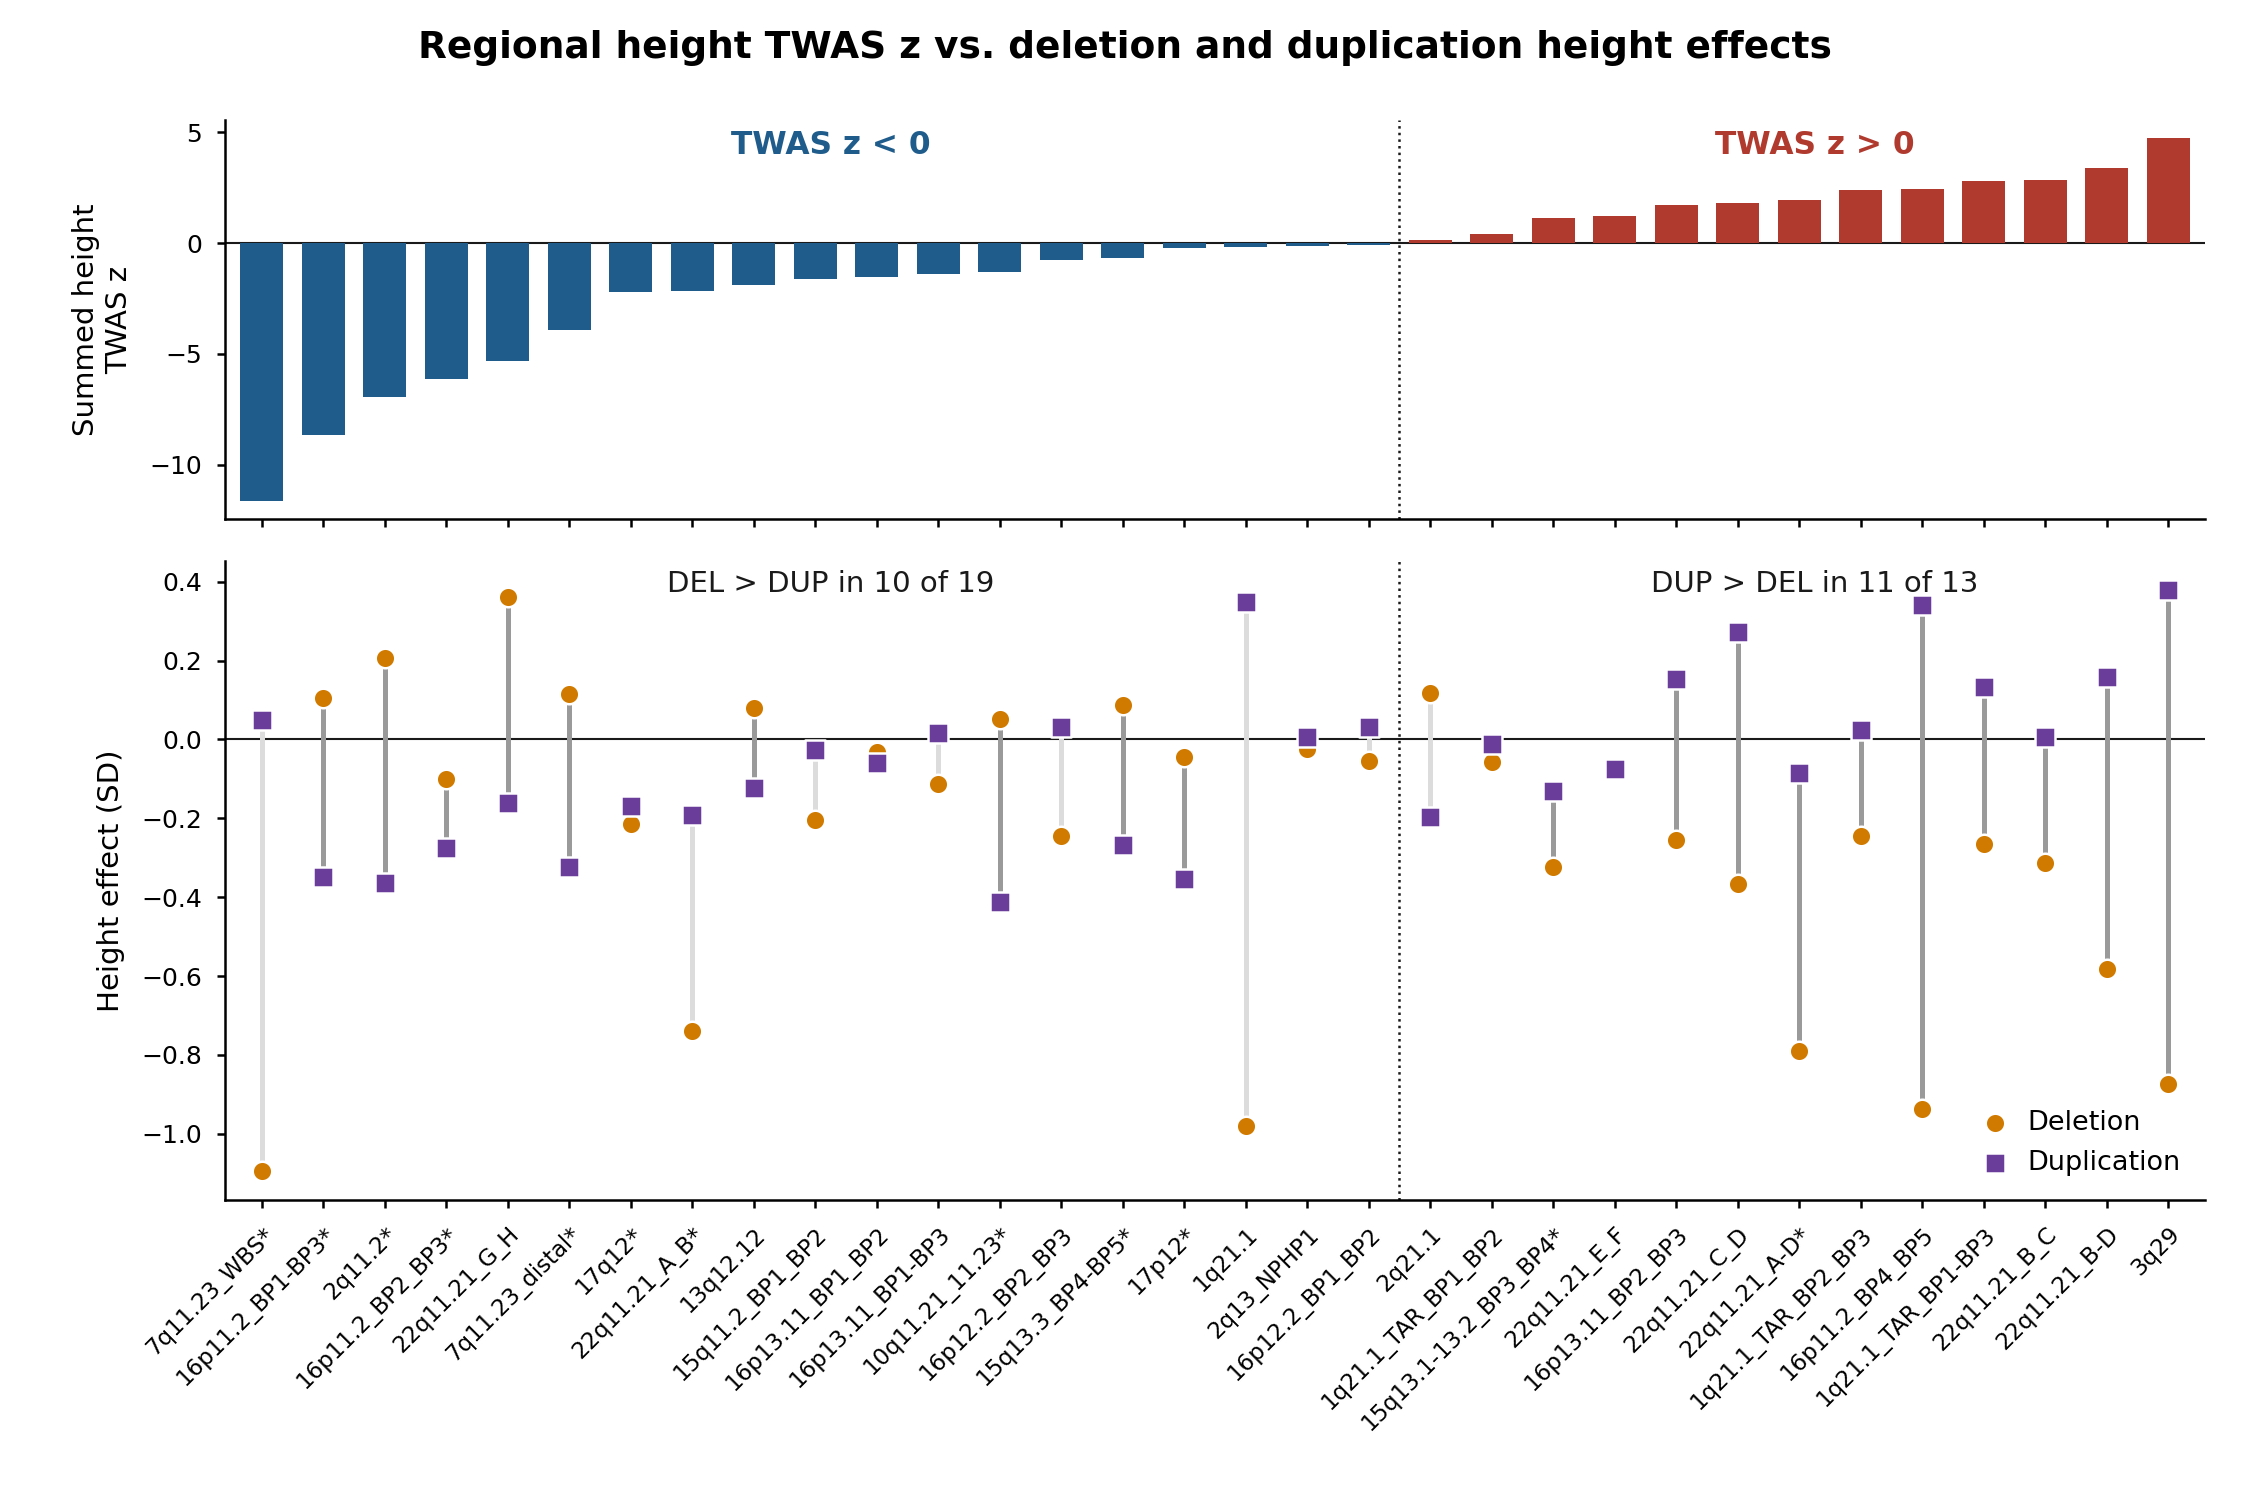 Regional height TWAS z vs. deletion and duplication height effects
TWAS z < 0
TWAS z > 0
Summed height
TWAS z
5
0
−5
−10
DEL > DUP in 10 of 19
DUP > DEL in 11 of 13
Height effect (SD)
0.4
0.2
0.0
−0.2
−0.4
−0.6
−0.8
−1.0
Deletion
Duplication
7q11.23_WBS*
16p11.2_BP1-BP3*
2q11.2*
16p11.2_BP2_BP3*
22q11.21_G_H
7q11.23_distal*
17q12*
22q11.21_A_B*
13q12.12
15q11.2_BP1_BP2
16p13.11_BP1_BP2
16p13.11_BP1-BP3
10q11.21_11.23*
16p12.2_BP2_BP3
15q13.3_BP4-BP5*
17p12*
1q21.1
2q13_NPHP1
16p12.2_BP1_BP2
2q21.1
1q21.1_TAR_BP1_BP2
15q13.1-13.2_BP3_BP4*
22q11.21_E_F
16p13.11_BP2_BP3
22q11.21_C_D
22q11.21_A-D*
1q21.1_TAR_BP2_BP3
16p11.2_BP4_BP5
1q21.1_TAR_BP1-BP3
22q11.21_B_C
22q11.21_B-D
3q29